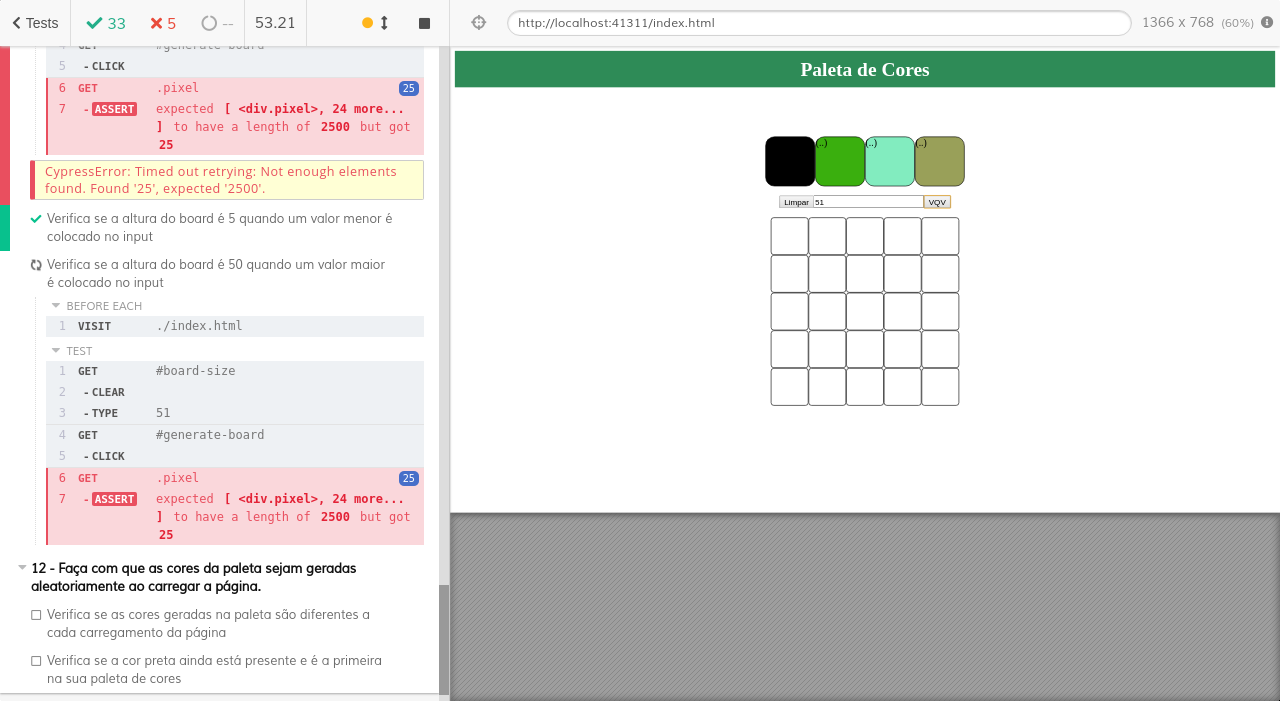 Tests
33
5
--
53.21
4 GET #generate-board
5 - CLICK
6 GET .pixel 25
7 - ASSERT expected [ <div.pixel>, 24 more...
] to have a length of 2500 but got
25
CypressError: Timed out retrying: Not enough elements
found. Found '25', expected '2500'.
Verifica se a altura do board é 5 quando um valor menor é
colocado no input
Verifica se a altura do board é 50 quando um valor maior
é colocado no input
BEFORE EACH
1 VISIT ./index.html
TEST
1 GET #board-size
2 - CLEAR
3 - TYPE 51
4 GET #generate-board
5 - CLICK
6 GET .pixel 25
7 - ASSERT expected [ <div.pixel>, 24 more...
] to have a length of 2500 but got
25
12 - Faça com que as cores da paleta sejam geradas
aleatoriamente ao carregar a página.
Verifica se as cores geradas na paleta são diferentes a
cada carregamento da página
Verifica se a cor preta ainda está presente e é a primeira
na sua paleta de cores
http://localhost:41311/index.html
1366 x 768 (60%)
Paleta de Cores
(..) (..) (..)
Limpar 51 VQV